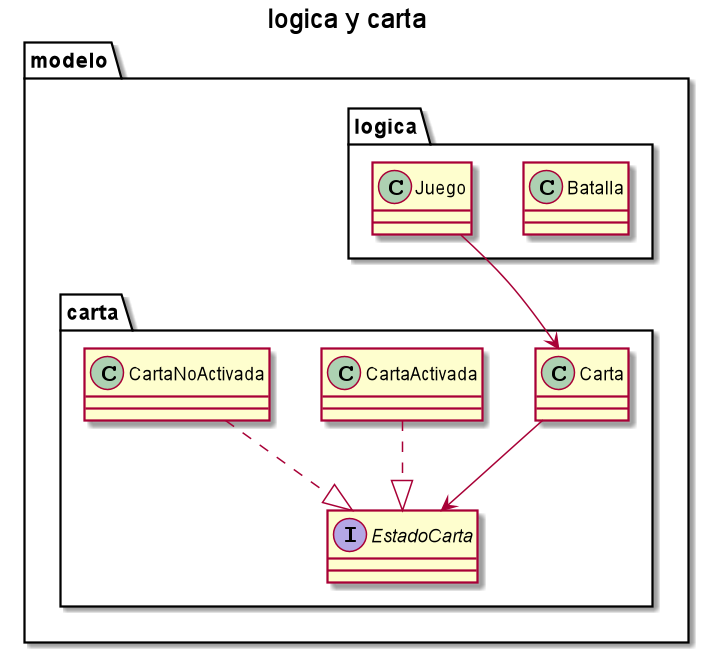 logica y carta
modelo
logica
C Juego
C Batalla
carta
C CartaNoActivada
C CartaActivada
C Carta
I EstadoCarta